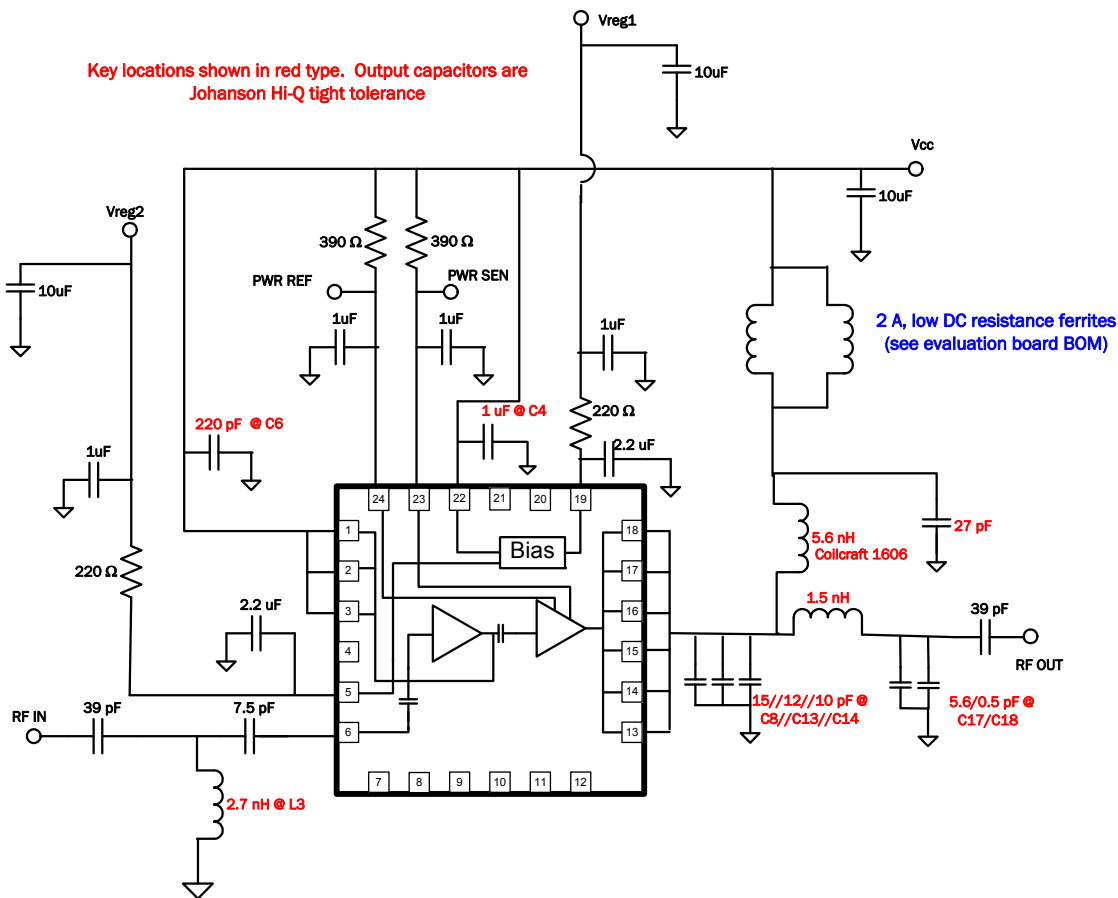 Vreg1
Key locations shown in red type.  Output capacitors are
Johanson Hi-Q tight tolerance
10uF
Vcc
10uF
Vreg2
390 Ω
390 Ω
PWR REF
PWR SEN
10uF
1uF
1uF
1uF
2 A, low DC resistance ferrites
(see evaluation board BOM)
220 pF @ C6
1 uF @ C4
220 Ω
2.2 uF
1uF
24
23
22
21
20
19
1
2
3
4
5
6
Bias
18
17
16
15
14
13
7
8
9
10
11
12
5.6 nH
Coilcraft 1606
27 pF
220 Ω
2.2 uF
1.5 nH
39 pF
RF OUT
15//12//10 pF @
C8//C13//C14
5.6/0.5 pF @
C17/C18
RF IN
39 pF
7.5 pF
2.7 nH @ L3